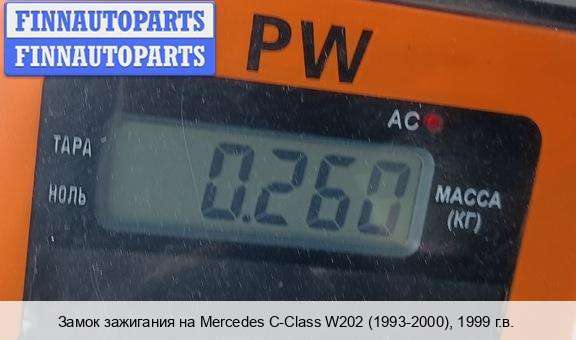 FINNAUTOPARTS
FINNAUTOPARTS
PW
AC
ТАРА
0.260
НОЛЬ
МАССА
(КГ)
Замок зажигания на Mercedes C-Class W202 (1993-2000), 1999 г.в.